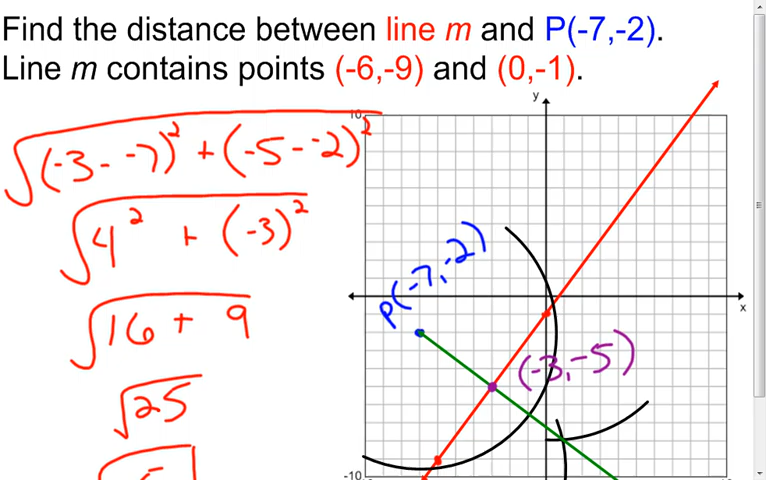 Find the distance between line m and P(-7,-2).
Line m contains points (-6,-9) and (0,-1).
y
10
√(-3--7)² + (-5--2)²
√4² + (-3)²
P(-7,-2)
x
√16 + 9
(-3,-5)
√25
-10